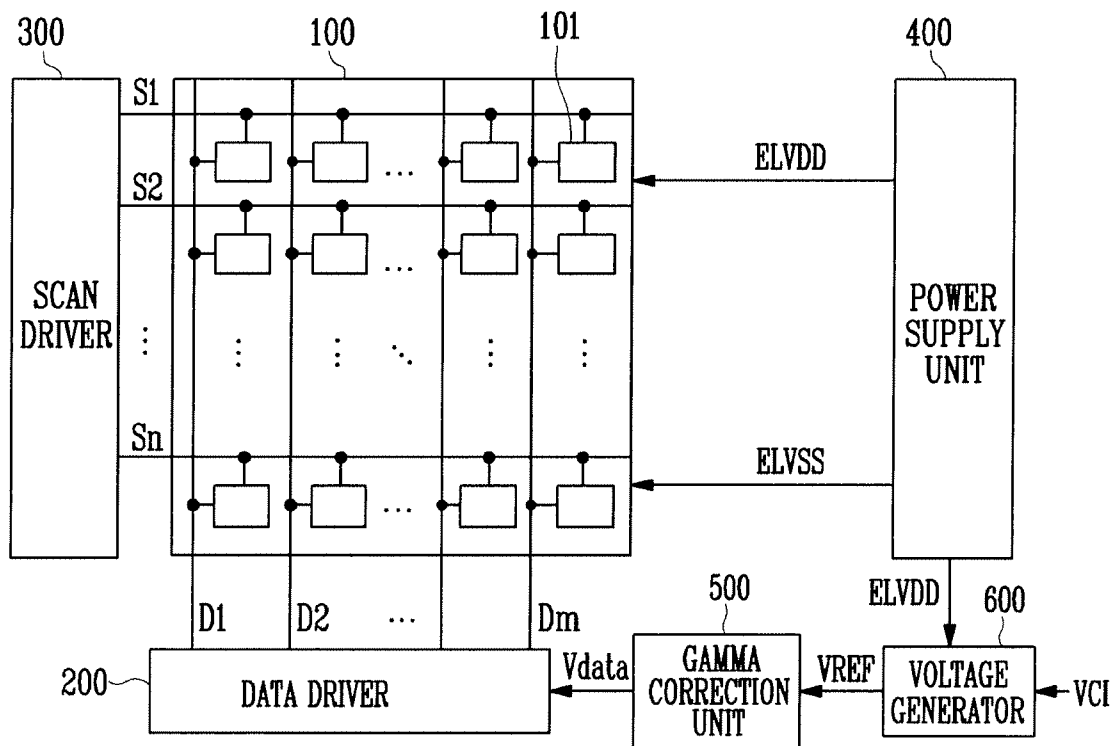 300
100
101
400
S1
S2
Sn
SCAN
DRIVER
ELVDD
ELVSS
POWER
SUPPLY
UNIT
ELVDD
600
500
D1
D2
Dm
200
DATA DRIVER
Vdata
GAMMA
CORRECTION
UNIT
VREF
VOLTAGE
GENERATOR
VCI